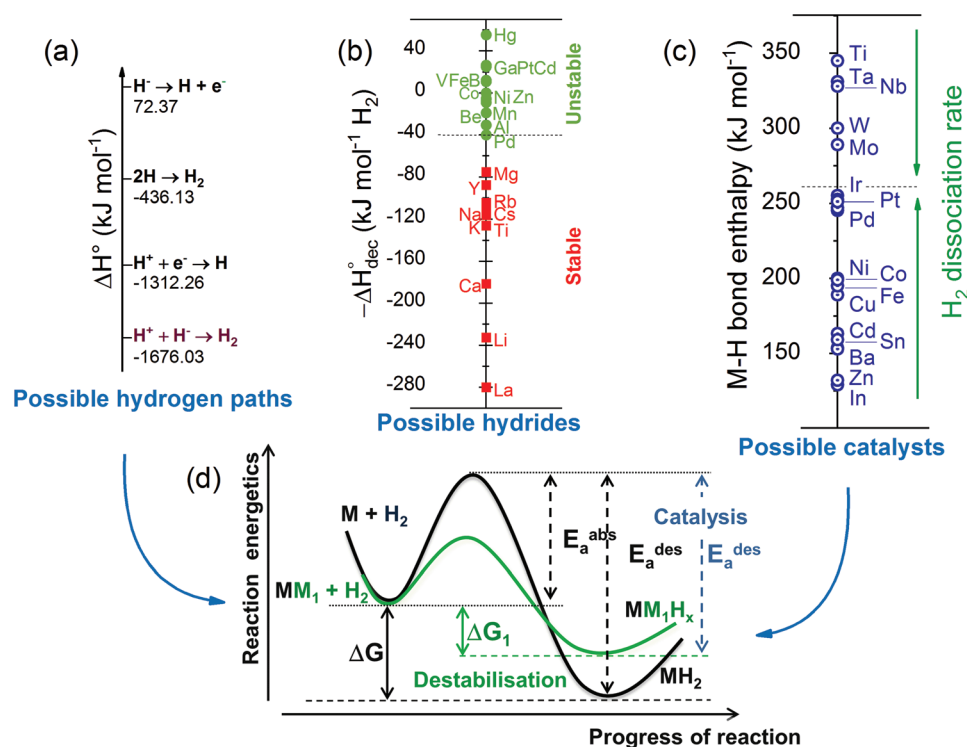 (a)
ΔH° (kJ mol⁻¹)
H⁻ → H + e⁻
72.37
2H → H₂
-436.13
H⁺ + e⁻ → H
-1312.26
H⁺ + H⁻ → H₂
-1676.03
Possible hydrogen paths
(b)
−ΔH°dec (kJ mol⁻¹ H₂)
40
0
-40
-80
-120
-160
-200
-240
-280
Hg
GaPtCd
VFeB
Co
Ni Zn
Mn
Be
Al
Pd
Mg
Y
Rb
Na
Cs
K
Ti
Ca
Li
La
Unstable
Stable
Possible hydrides
(c)
M-H bond enthalpy (kJ mol⁻¹)
350
300
250
200
150
Ti
Ta
Nb
W
Mo
Ir
Pt
Pd
Ni
Co
Fe
Cu
Cd
Sn
Ba
Zn
In
H₂ dissociation rate
Possible catalysts
(d)
Reaction energetics
M + H₂
MM₁ + H₂
ΔG
ΔG₁
Destabilisation
Eₐᵃᵇˢ
Eₐᵈᵉˢ
Catalysis
Eₐᵈᵉˢ
MM₁Hₓ
MH₂
Progress of reaction